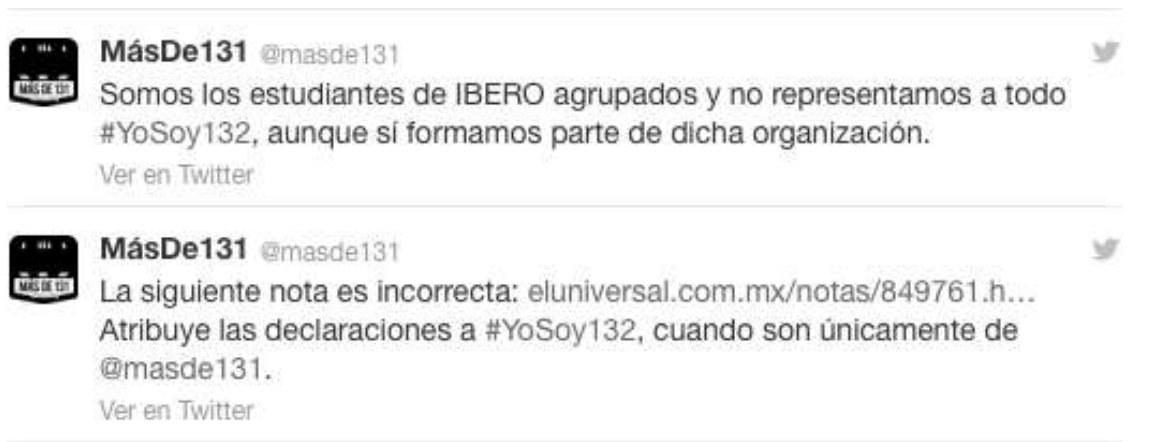 MásDe131 @masde131
Somos los estudiantes de IBERO agrupados y no representamos a todo
#YoSoy132, aunque sí formamos parte de dicha organización.
Ver en Twitter
MásDe131 @masde131
La siguiente nota es incorrecta: eluniversal.com.mx/notas/849761.h...
Atribuye las declaraciones a #YoSoy132, cuando son únicamente de
@masde131.
Ver en Twitter